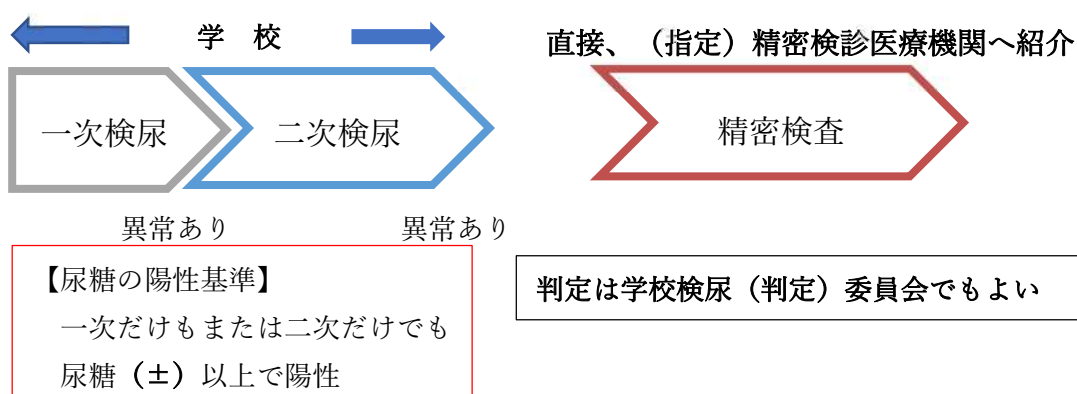 学 校
直接、（指定）精密検診医療機関へ紹介
一次検尿
二次検尿
精密検査
異常あり
異常あり
【尿糖の陽性基準】
一次だけもまたは二次だけでも
尿糖（±）以上で陽性
判定は学校検尿（判定）委員会でもよい